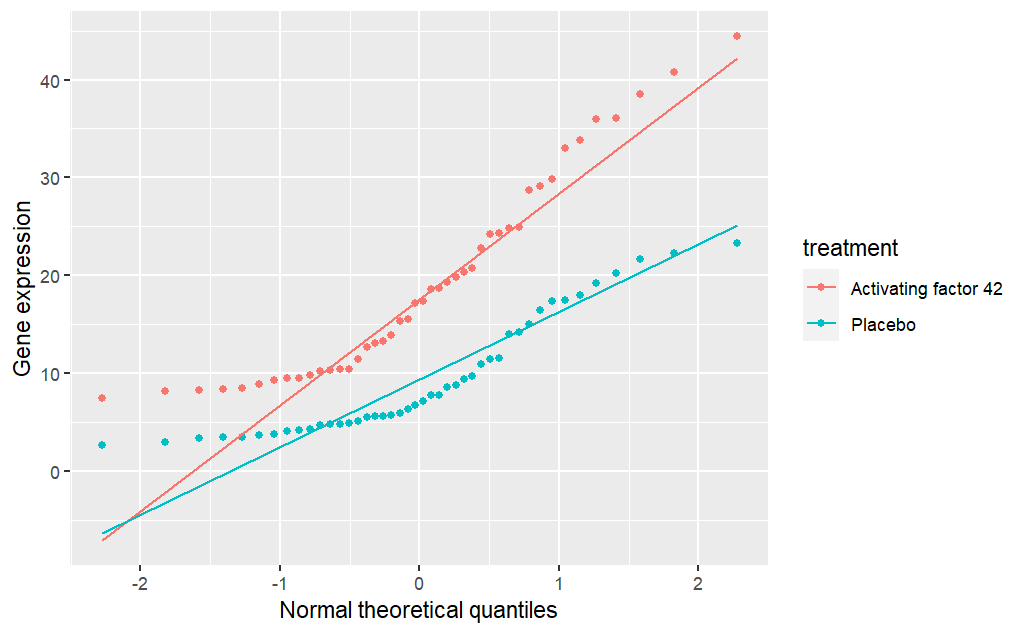 Gene expression
40
30
20
10
0
-2
-1
0
1
2
Normal theoretical quantiles
treatment
Activating factor 42
Placebo